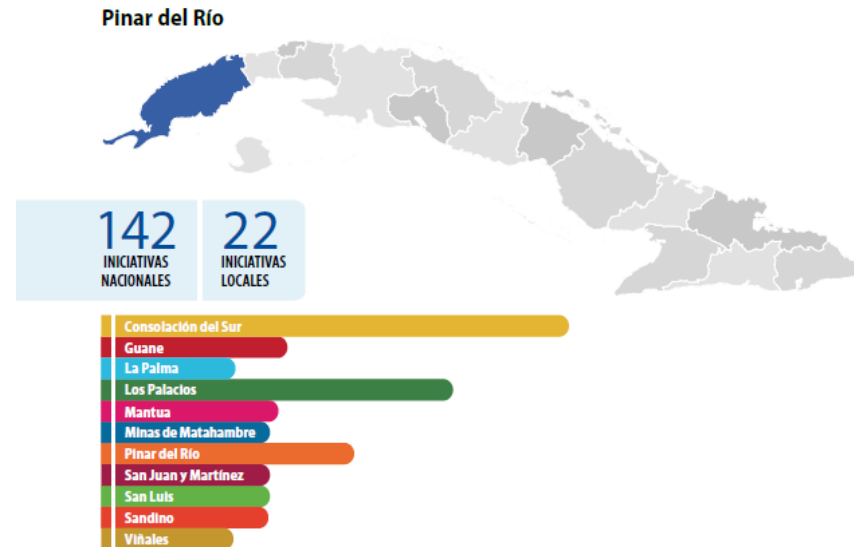 Pinar del Río
142
INICIATIVAS
NACIONALES
22
INICIATIVAS
LOCALES
Consolación del Sur
Guane
La Palma
Los Palacios
Mantua
Minas de Matahambre
Pinar del Río
San Juan y Martínez
San Luis
Sandino
Viñales